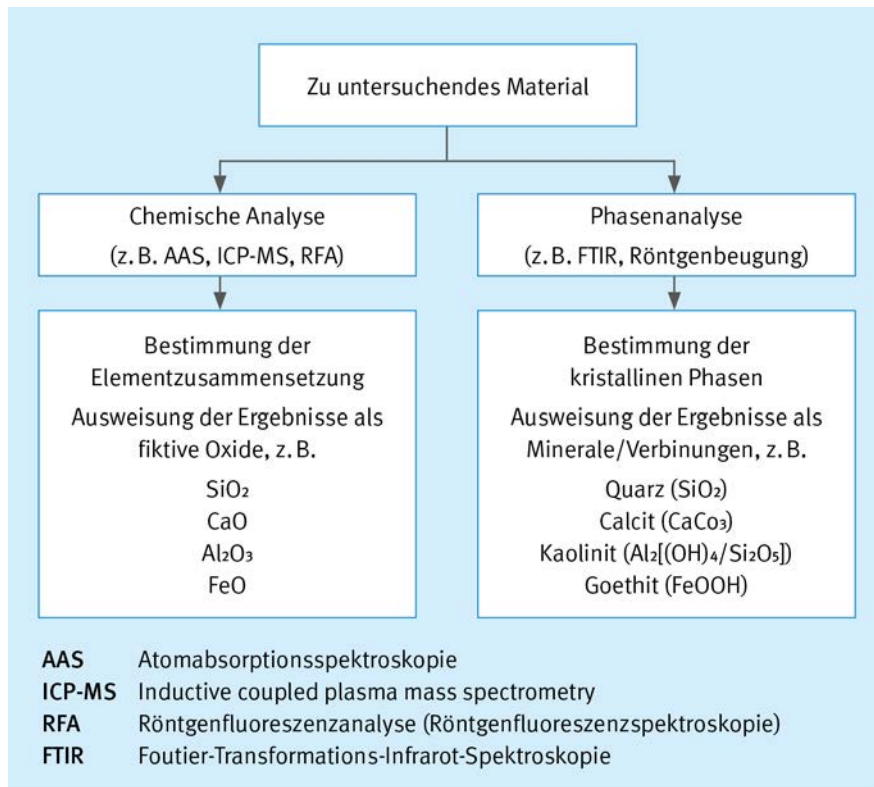 Zu untersuchendes Material
Chemische Analyse
(z. B. AAS, ICP-MS, RFA)
Phasenanalyse
(z. B. FTIR, Röntgenbeugung)
Bestimmung der
Elementzusammensetzung
Ausweisung der Ergebnisse als
fiktive Oxide, z. B.
SiO₂
CaO
Al₂O₃
FeO
Bestimmung der
kristallinen Phasen
Ausweisung der Ergebnisse als
Minerale/Verbinungen, z. B.
Quarz (SiO₂)
Calcit (CaCo₃)
Kaolinit (Al₂[(OH)₄/Si₂O₅])
Goethit (FeOOH)
AAS Atomabsorptionsspektroskopie
ICP-MS Inductive coupled plasma mass spectrometry
RFA Röntgenfluoreszenzanalyse (Röntgenfluoreszenzspektroskopie)
FTIR Foutier-Transformations-Infrarot-Spektroskopie